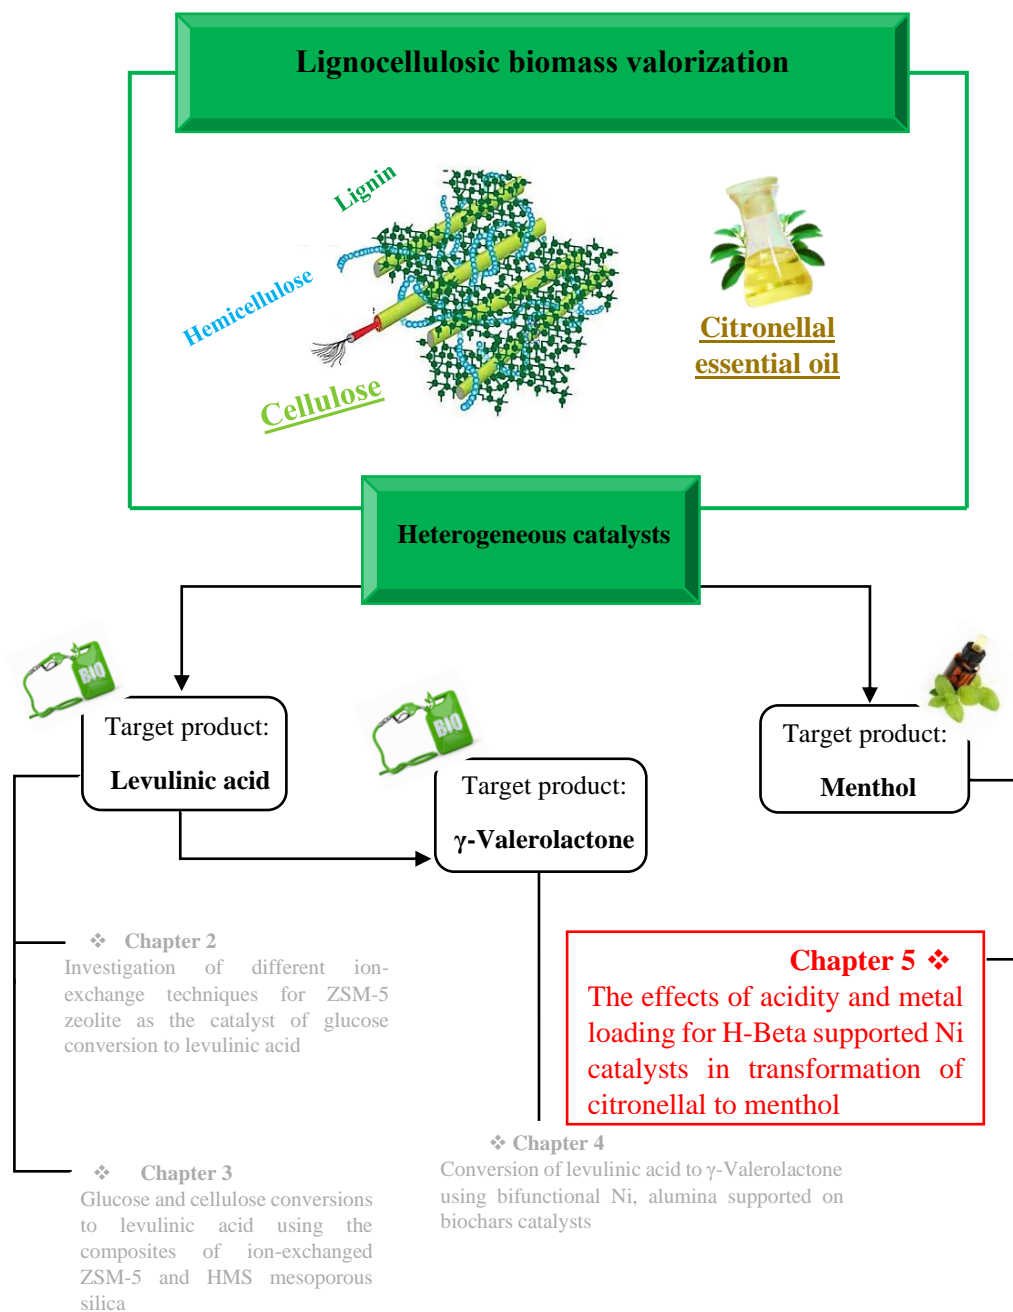 Lignocellulosic biomass valorization
Lignin
Hemicellulose
Cellulose
Citronellal
essential oil
Heterogeneous catalysts
BIO
Target product:
Levulinic acid
BIO
Target product:
γ-Valerolactone
Target product:
Menthol
❖ Chapter 2
Investigation of different ion-
exchange techniques for ZSM-5
zeolite as the catalyst of glucose
conversion to levulinic acid
Chapter 5 ❖
The effects of acidity and metal
loading for H-Beta supported Ni
catalysts in transformation of
citronellal to menthol
❖ Chapter 3
Glucose and cellulose conversions
to levulinic acid using the
composites of ion-exchanged
ZSM-5 and HMS mesoporous
silica
❖ Chapter 4
Conversion of levulinic acid to γ-Valerolactone
using bifunctional Ni, alumina supported on
biochars catalysts